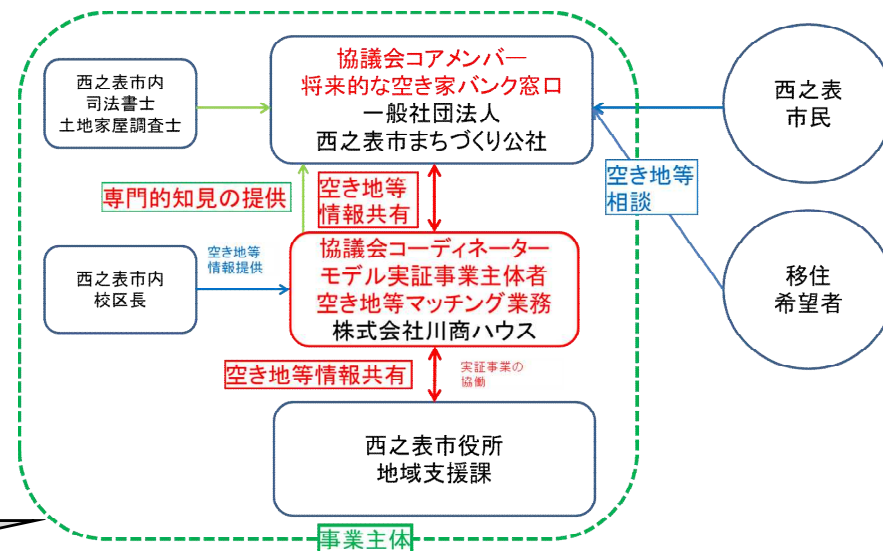 協議会コアメンバー
将来的な空き家バンク窓口
一般社団法人
西之表市まちづくり公社
西之表市内
司法書士
土地家屋調査士
西之表
市民
専門的知見の提供
空き地等
情報共有
空き地等
相談
西之表市内
校区長
空き地等
情報提供
協議会コーディネーター
モデル実証事業主体者
空き地等マッチング業務
株式会社川商ハウス
移住
希望者
空き地等情報共有
実証事業の
協働
西之表市役所
地域支援課
事業主体